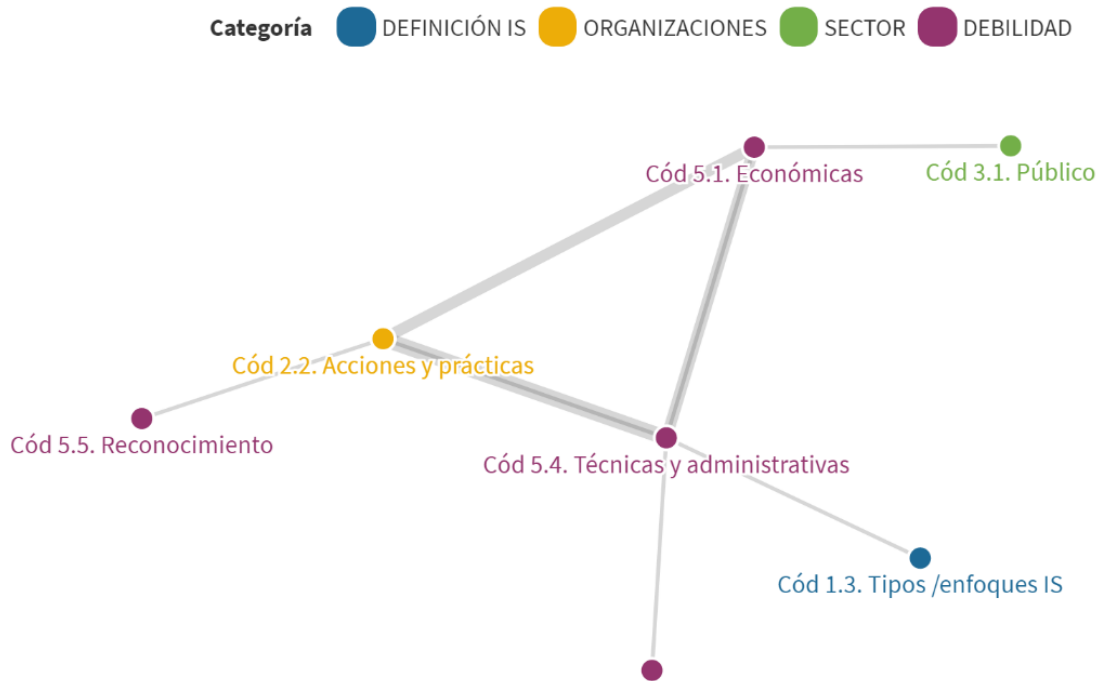 Categoría DEFINICIÓN IS ORGANIZACIONES SECTOR DEBILIDAD
Cód 5.1. Económicas
Cód 3.1. Público
Cód 2.2. Acciones y prácticas
Cód 5.5. Reconocimiento
Cód 5.4. Técnicas y administrativas
Cód 1.3. Tipos /enfoques IS